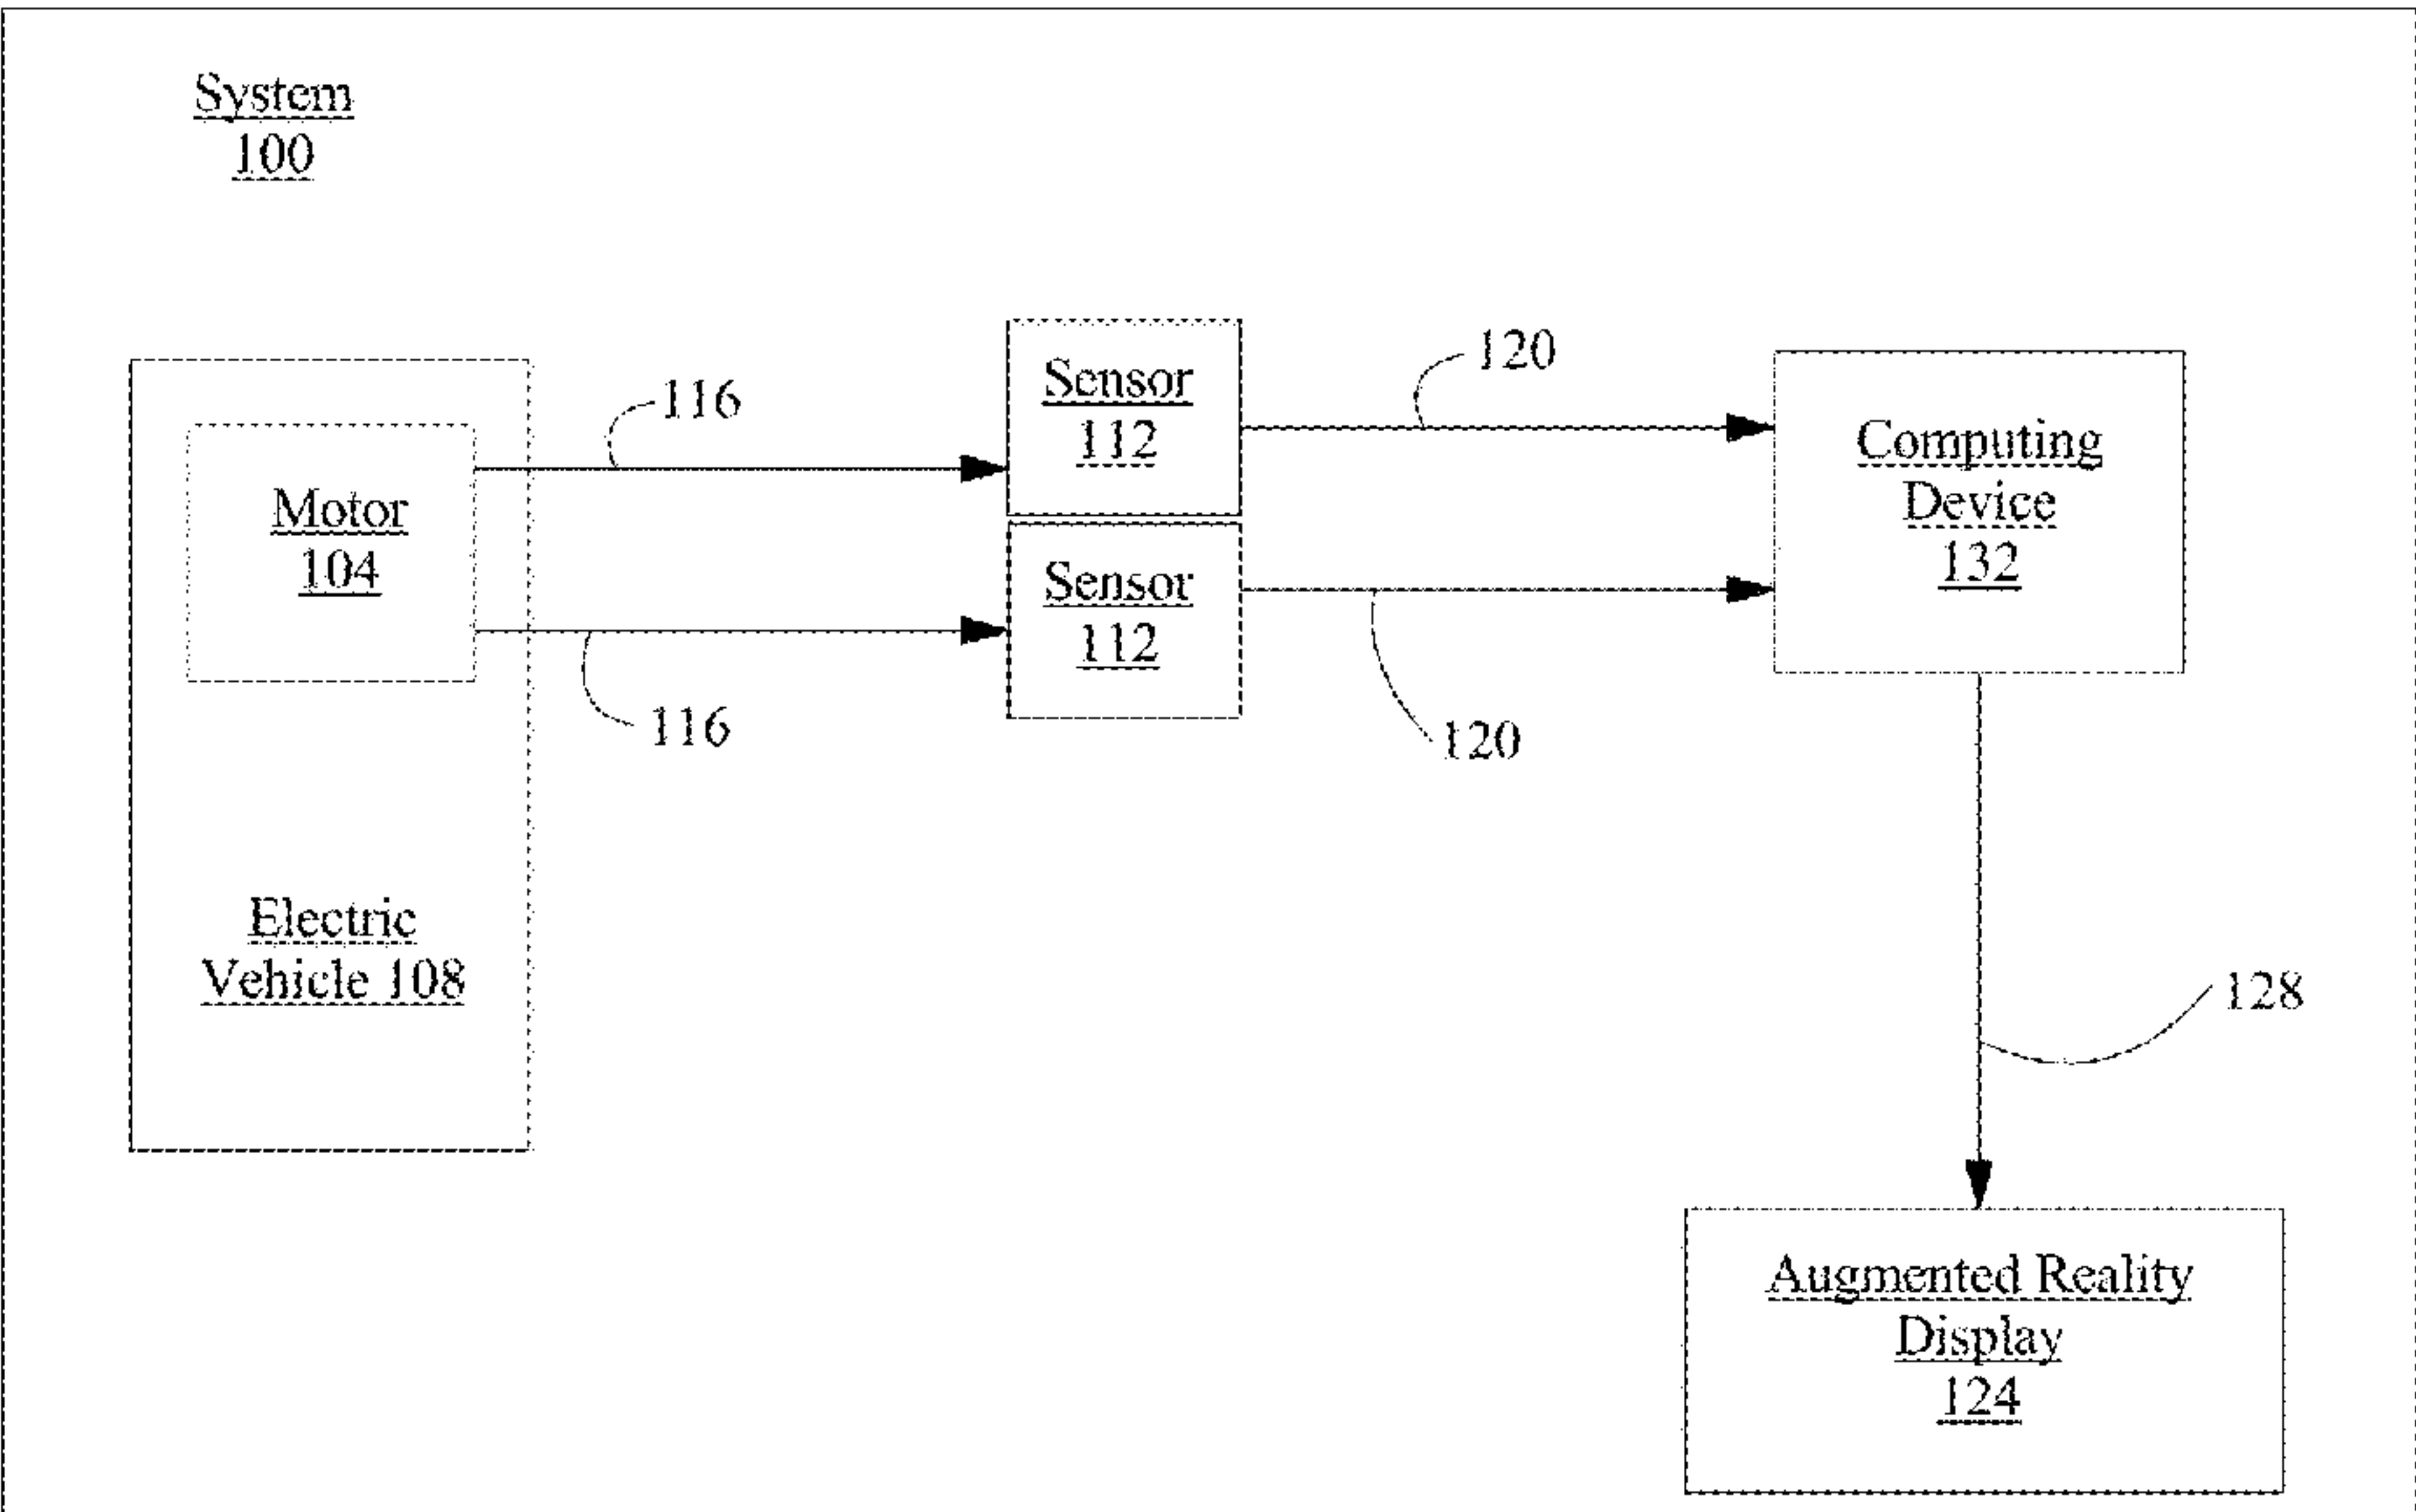 System
100
116
Sensor
112
120
Computing
Device
132
Motor
104
Sensor
112
116
120
Electric
Vehicle 108
128
Augmented Reality
Display
124